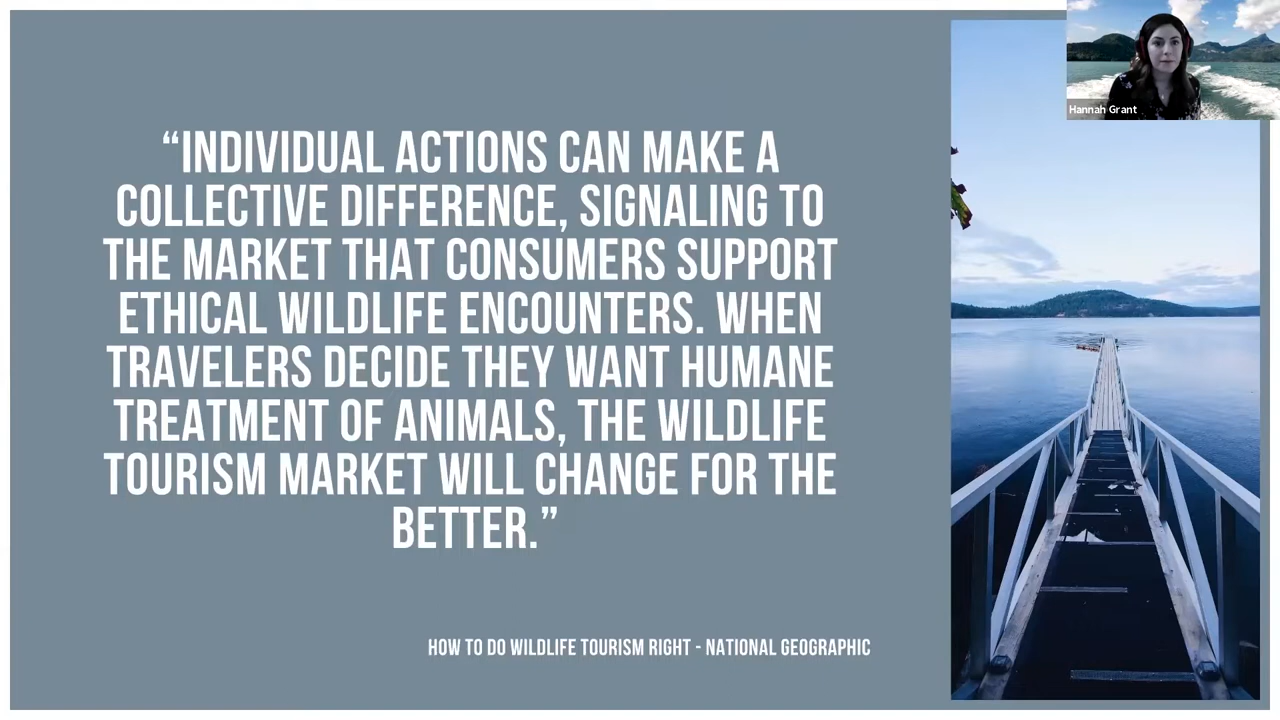 “INDIVIDUAL ACTIONS CAN MAKE A
COLLECTIVE DIFFERENCE, SIGNALING TO
THE MARKET THAT CONSUMERS SUPPORT
ETHICAL WILDLIFE ENCOUNTERS. WHEN
TRAVELERS DECIDE THEY WANT HUMANE
TREATMENT OF ANIMALS, THE WILDLIFE
TOURISM MARKET WILL CHANGE FOR THE
BETTER.”
HOW TO DO WILDLIFE TOURISM RIGHT - NATIONAL GEOGRAPHIC
Hannah Grant